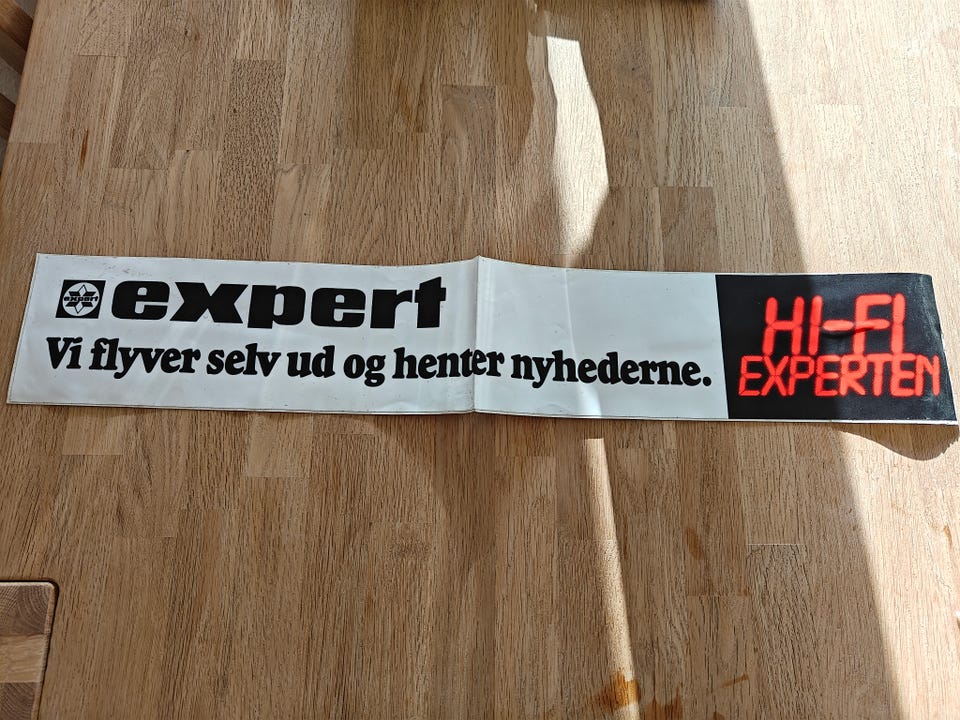 expert
expert
Vi flyver selv ud og henter nyhederne.
HI-FI
EXPERTEN